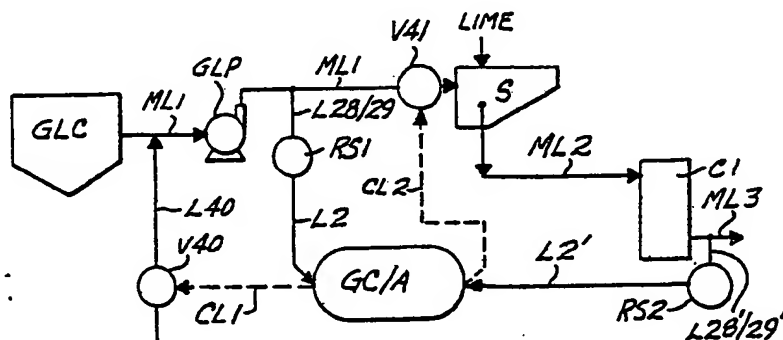 V41
LIME
GLP
ML1
L28/29
S
GLC
ML1
RS1
CL2
ML2
C1
ML3
L40
L2
V40
GC/A
L2'
CL1
RS2
L28'/29'